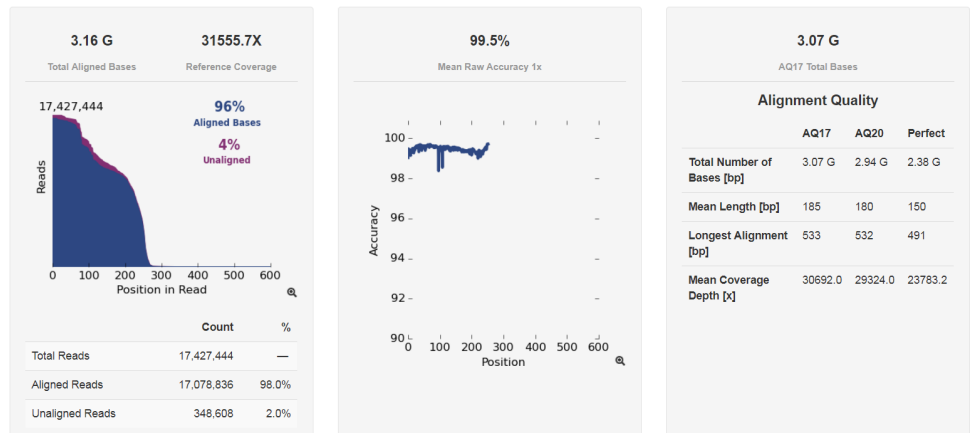 3.16 G 31555.7X
Total Aligned Bases Reference Coverage
17,427,444
96%
Aligned Bases
4%
Unaligned
Reads
0 100 200 300 400 500 600
Position in Read
Count %
Total Reads 17,427,444 —
Aligned Reads 17,078,836 98.0%
Unaligned Reads 348,608 2.0%
99.5%
Mean Raw Accuracy 1x
100
98
96
94
92
90
Accuracy
0 100 200 300 400 500 600
Position
3.07 G
AQ17 Total Bases
Alignment Quality
AQ17 AQ20 Perfect
Total Number of 3.07 G 2.94 G 2.38 G
Bases [bp]
Mean Length [bp] 185 180 150
Longest Alignment 533 532 491
[bp]
Mean Coverage 30692.0 29324.0 23783.2
Depth [x]